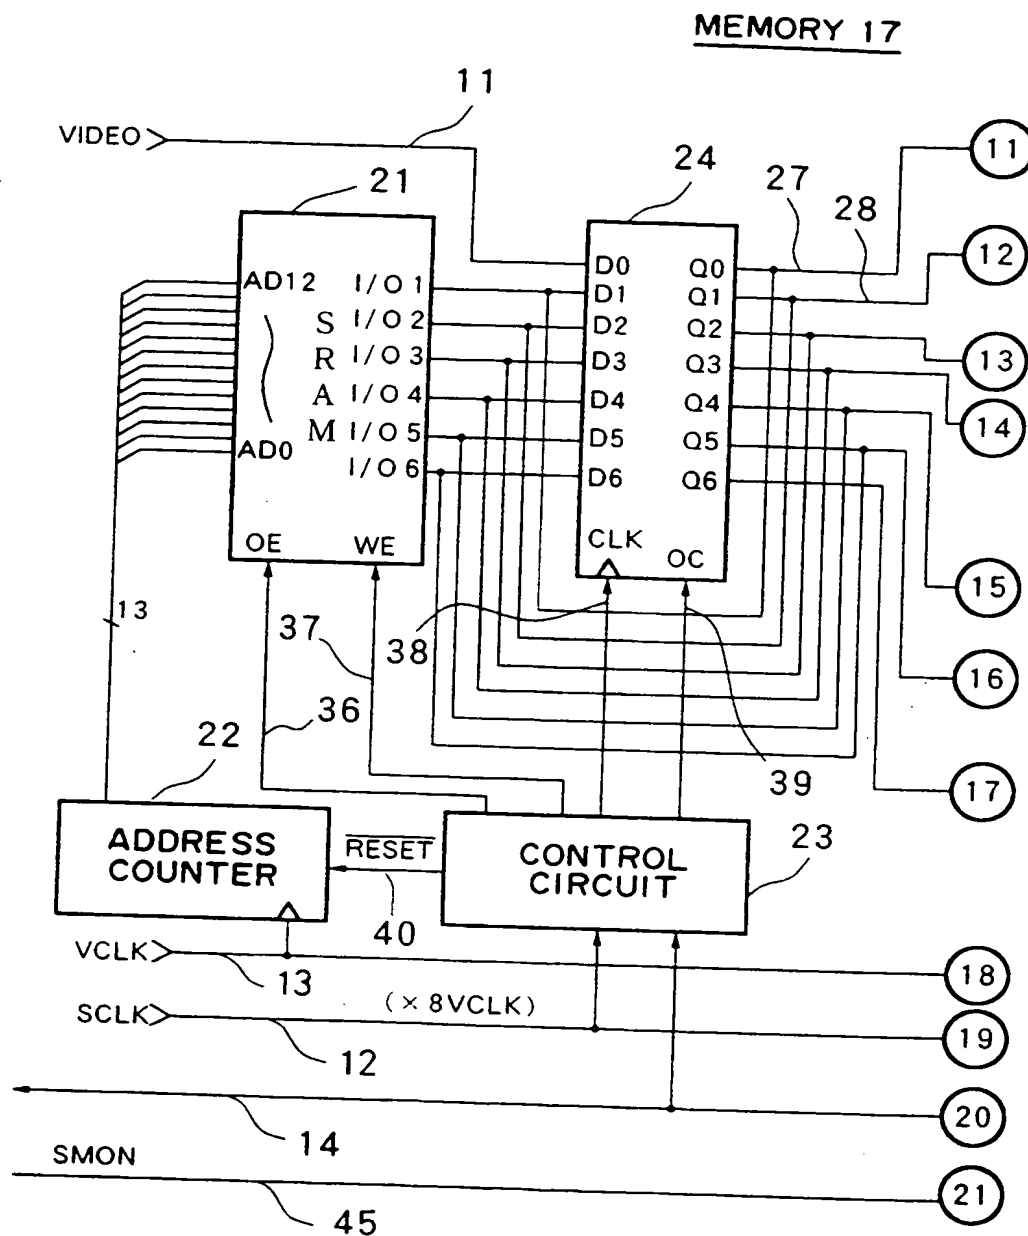 MEMORY 17
11
VIDEO
21
24
27
28
11
12
13
14
15
16
17
AD12
AD0
I/O 1
I/O 2
I/O 3
I/O 4
I/O 5
I/O 6
SRAM
OE
WE
D0
D1
D2
D3
D4
D5
D6
Q0
Q1
Q2
Q3
Q4
Q5
Q6
CLK
OC
13
37
36
38
39
22
ADDRESS
COUNTER
RESET
40
CONTROL
CIRCUIT
23
VCLK
13
18
SCLK
(×8VCLK)
12
19
14
20
SMON
45
21